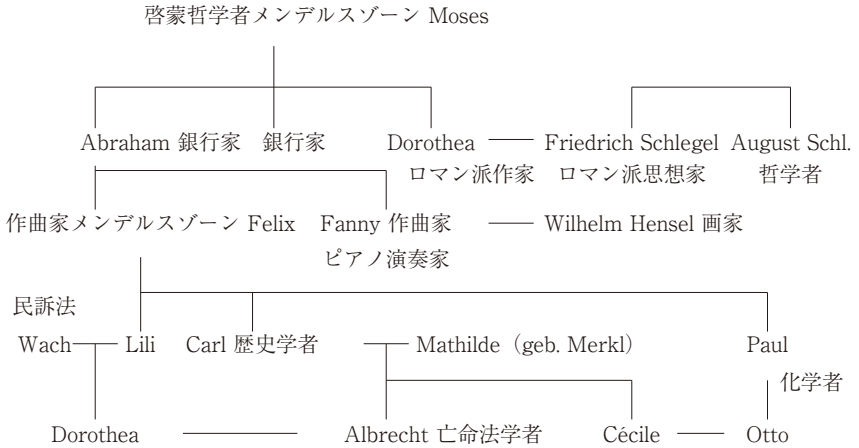 啓蒙哲学者メンデルスゾーン Moses
Abraham 銀行家 銀行家 Dorothea Friedrich Schlegel August Schl.
ロマン派作家 ロマン派思想家 哲学者
作曲家メンデルスゾーン Felix Fanny 作曲家 Wilhelm Hensel 画家
ピアノ演奏家
民訴法
Wach Lili Carl 歴史学者 Mathilde（geb. Merkl） Paul
化学者
Dorothea Albrecht 亡命法学者 Cécile Otto